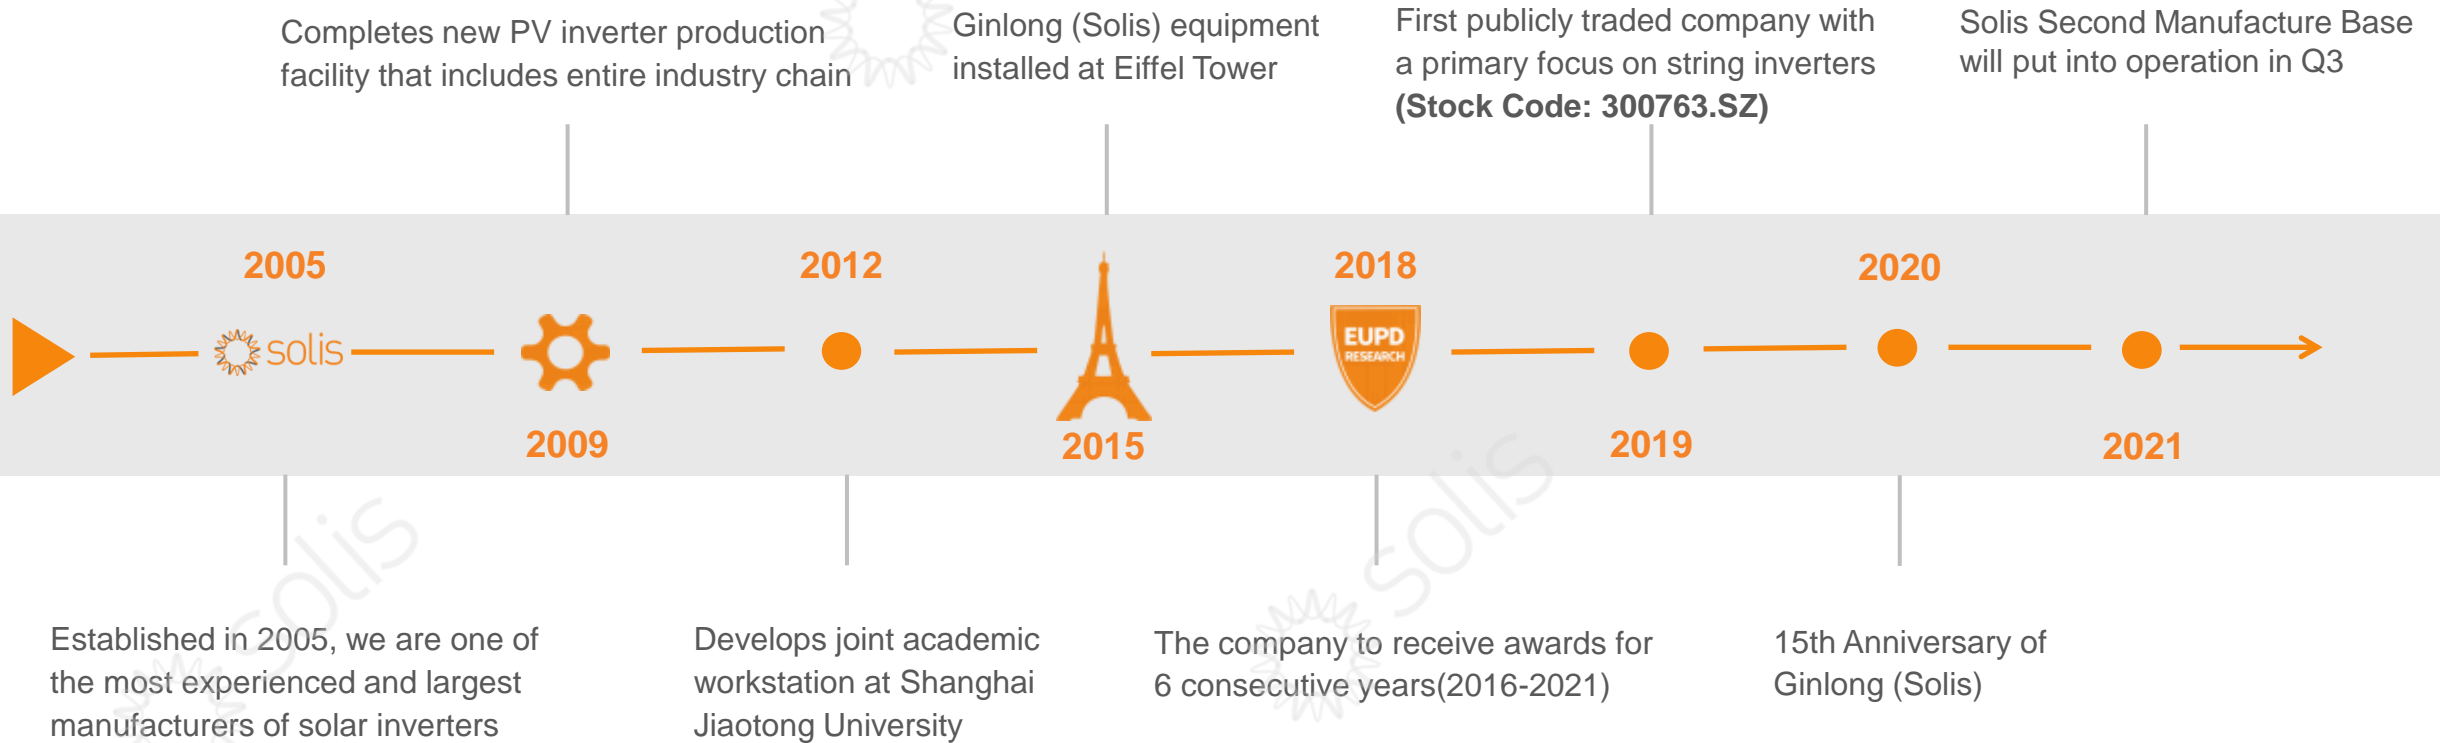 Completes new PV inverter production
facility that includes entire industry chain
Ginlong (Solis) equipment
installed at Eiffel Tower
First publicly traded company with
a primary focus on string inverters
(Stock Code: 300763.SZ)
Solis Second Manufacture Base
will put into operation in Q3
2005
2012
2018
2020
solis
EUPD
RESEARCH
2009
2015
2019
2021
solis
solis
Established in 2005, we are one of
the most experienced and largest
manufacturers of solar inverters
Develops joint academic
workstation at Shanghai
Jiaotong University
The company to receive awards for
6 consecutive years(2016-2021)
15th Anniversary of
Ginlong (Solis)